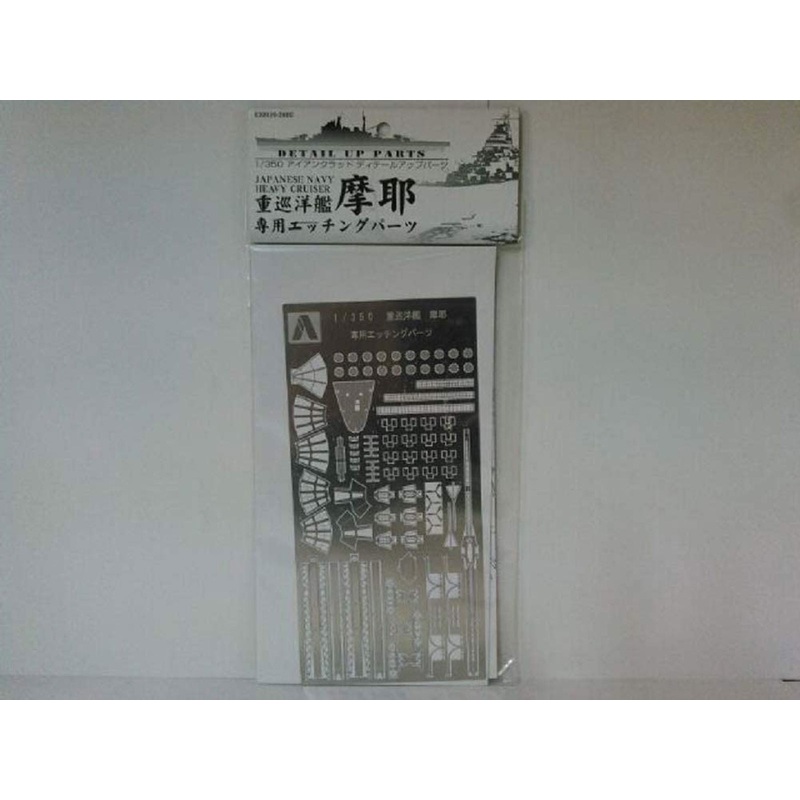 DETAIL UP PARTS
1/350 アイアンクラッド ディテールアップパーツ
JAPANESE NAVY
HEAVY CRUISER
重巡洋艦 摩耶
専用エッチングパーツ
1/350 重巡洋艦 摩耶
専用エッチングパーツ